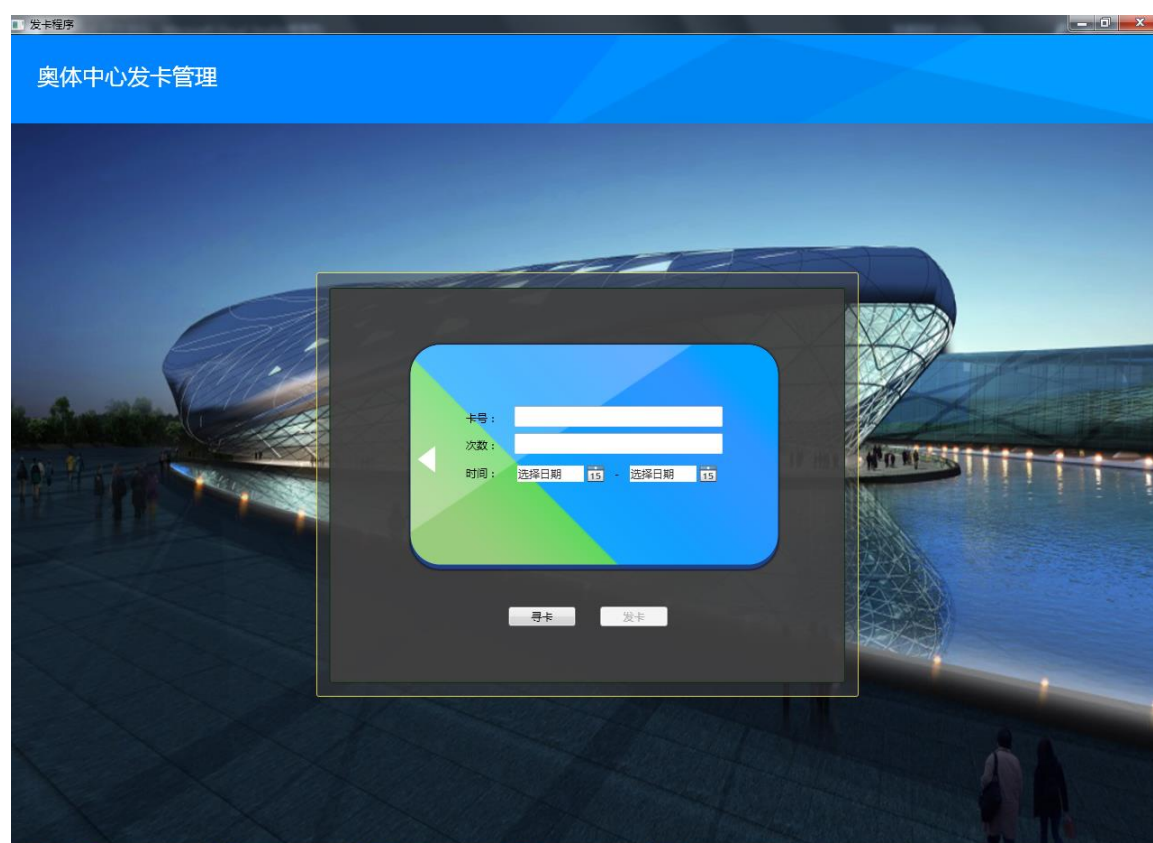 发卡程序
奥体中心发卡管理
卡号：
次数：
时间： 选择日期 15 - 选择日期 15
寻卡 发卡